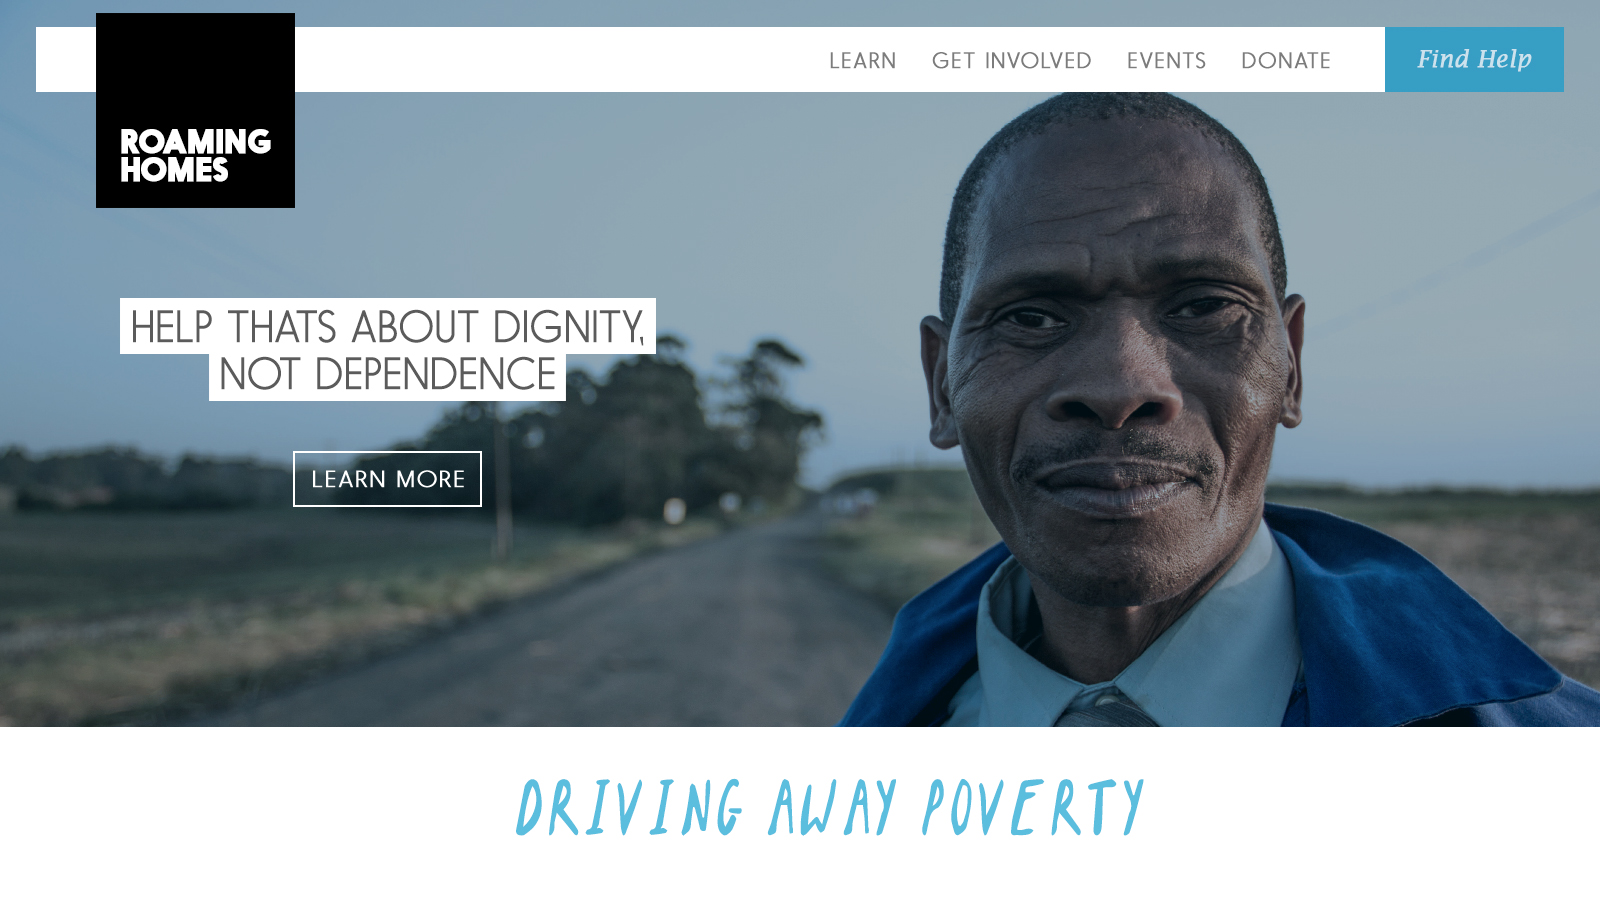 LEARN GET INVOLVED EVENTS DONATE Find Help
ROAMING
HOMES
HELP THATS ABOUT DIGNITY,
NOT DEPENDENCE
LEARN MORE
DRIVING AWAY POVERTY